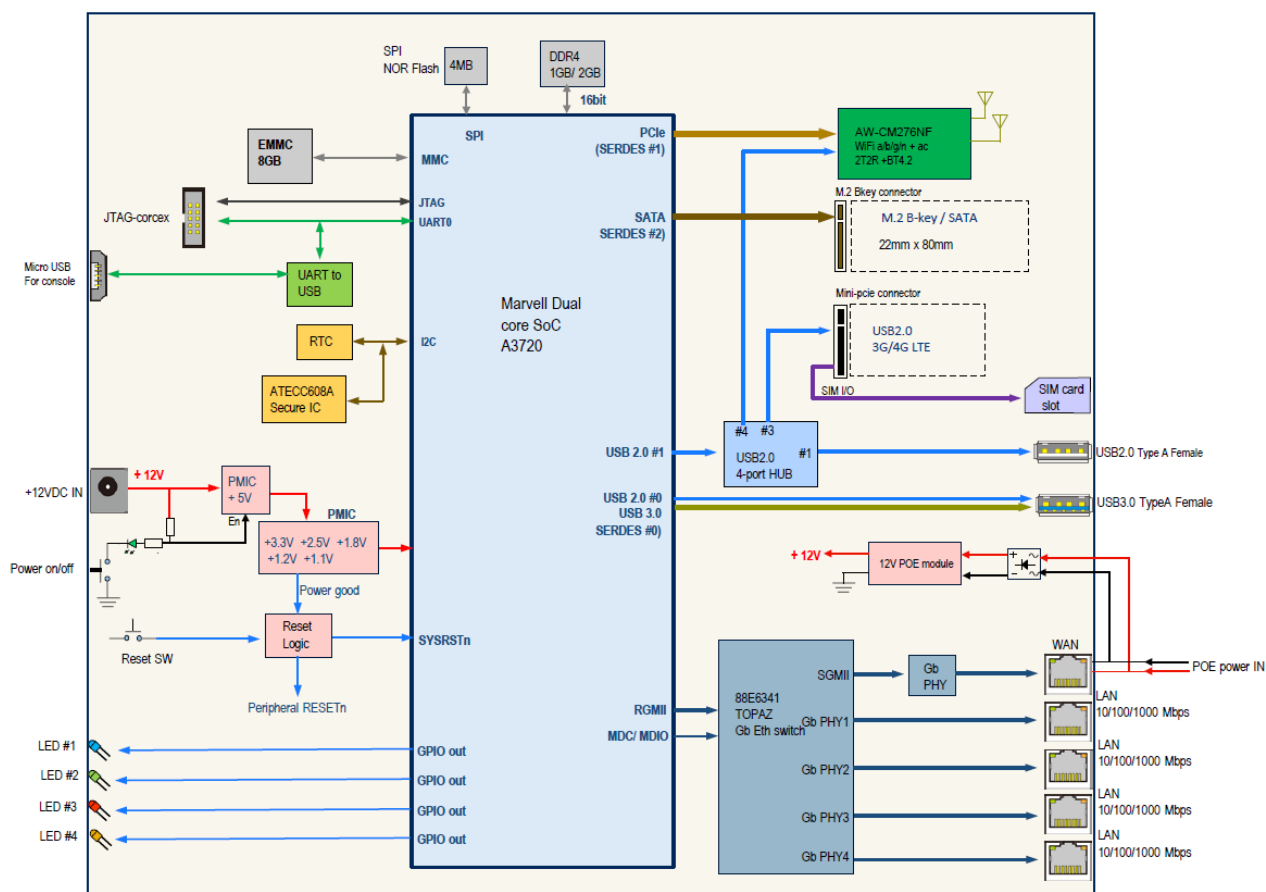 SPI
NOR Flash
4MB
DDR4
1GB/ 2GB
16bit
SPI
EMMC
8GB
MMC
JTAG-corcex
JTAG
UART0
Micro USB
For console
UART to
USB
RTC
I2C
ATECC608A
Secure IC
Marvell Dual
core SoC
A3720
PCIe
(SERDES #1)
AW-CM276NF
WiFi a/b/g/n + ac
2T2R +BT4.2
M.2 Bkey connector
SATA
SERDES #2)
M.2 B-key / SATA
22mm x 80mm
Mini-pcie connector
USB2.0
3G/4G LTE
SIM I/O
SIM card
slot
#4 #3
#1
USB2.0
4-port HUB
USB 2.0 #1
USB2.0 Type A Female
USB 2.0 #0
USB 3.0
SERDES #0)
USB3.0 TypeA Female
+12VDC IN
+ 12V
PMIC
+ 5V
En
PMIC
+3.3V +2.5V +1.8V
+1.2V +1.1V
Power on/off
Power good
Reset
Logic
Reset SW
SYSRSTn
Peripheral RESETn
+ 12V
12V POE module
+
~
−
~
WAN
POE power IN
SGMII
Gb
PHY
88E6341
TOPAZ
Gb Eth switch
RGMII
MDC/ MDIO
Gb PHY1
Gb PHY2
Gb PHY3
Gb PHY4
LAN
10/100/1000 Mbps
LAN
10/100/1000 Mbps
LAN
10/100/1000 Mbps
LAN
10/100/1000 Mbps
LED #1
GPIO out
LED #2
GPIO out
LED #3
GPIO out
LED #4
GPIO out